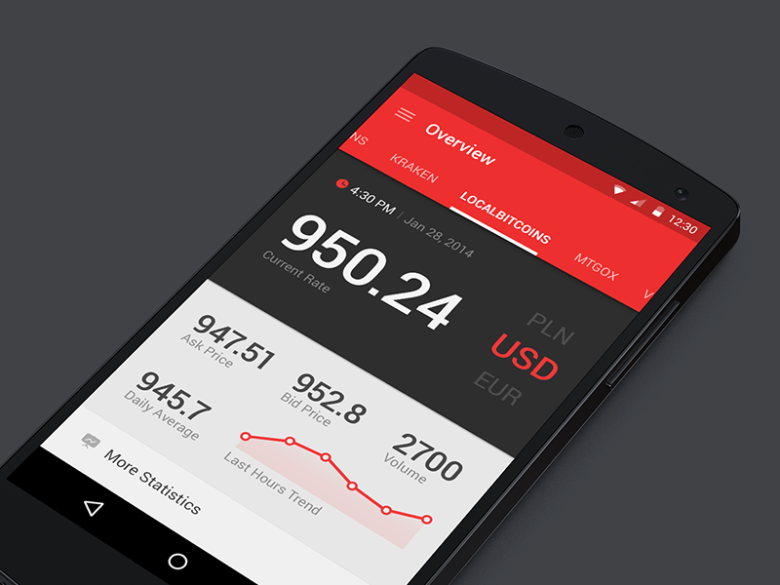 12:30
Overview
NS KRAKEN LOCALBITCOINS MTGOX V
4:30 PM | Jan 28, 2014
950.24
Current Rate
PLN
USD
EUR
947.51
Ask Price
952.8
Bid Price
2700
Volume
945.7
Daily Average
Last Hours Trend
More Statistics